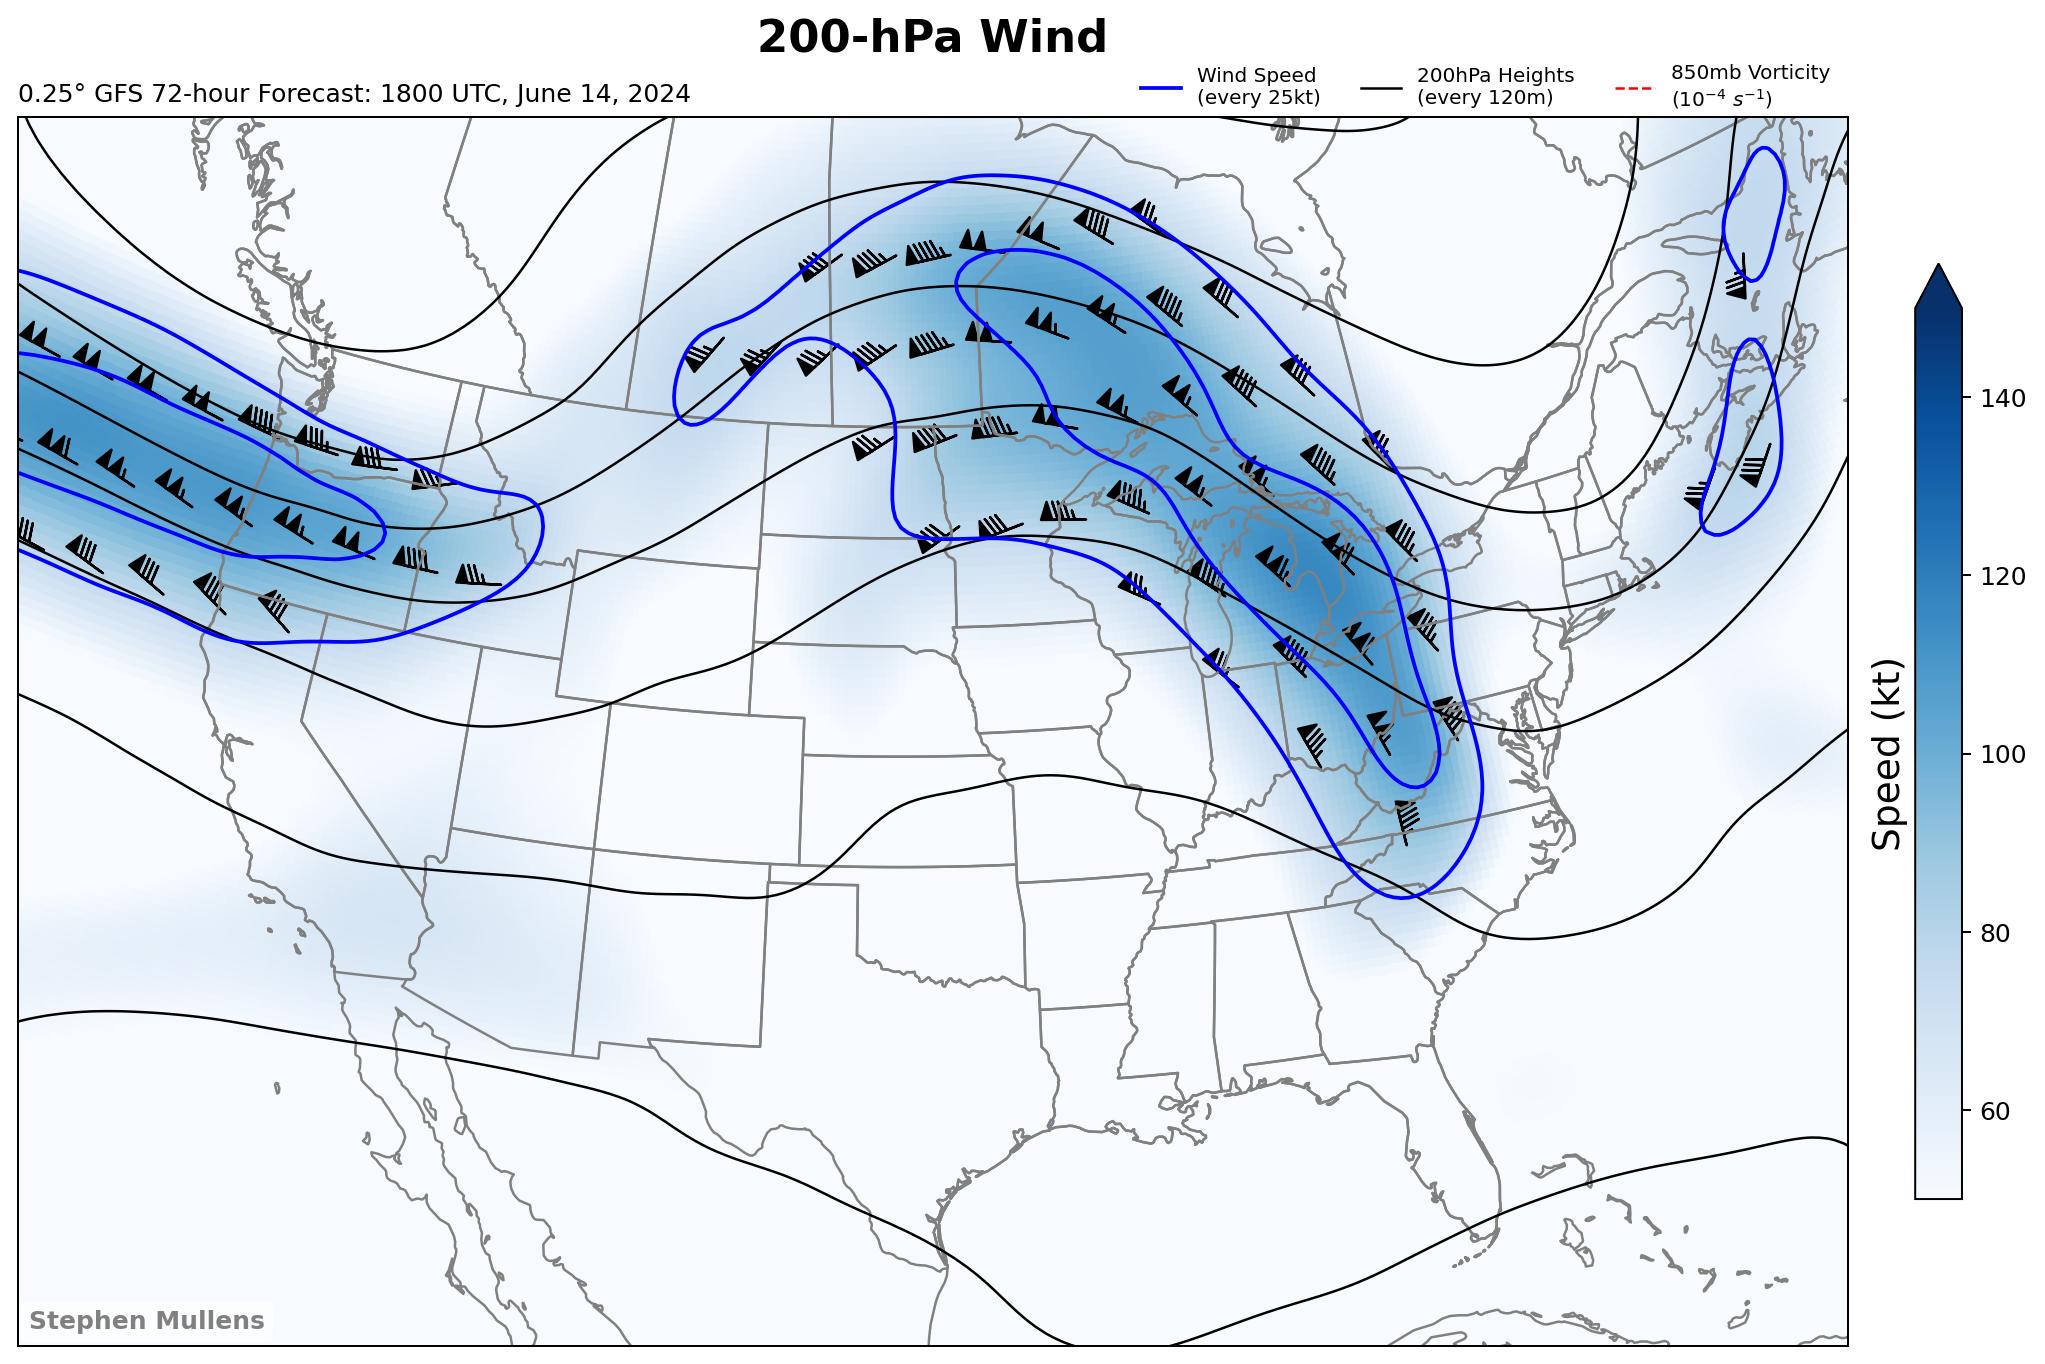 200-hPa Wind
0.25° GFS 72-hour Forecast: 1800 UTC, June 14, 2024
Wind Speed
(every 25kt)
200hPa Heights
(every 120m)
850mb Vorticity
(10⁻⁴ s⁻¹)
140
120
100
80
60
Speed (kt)
Stephen Mullens